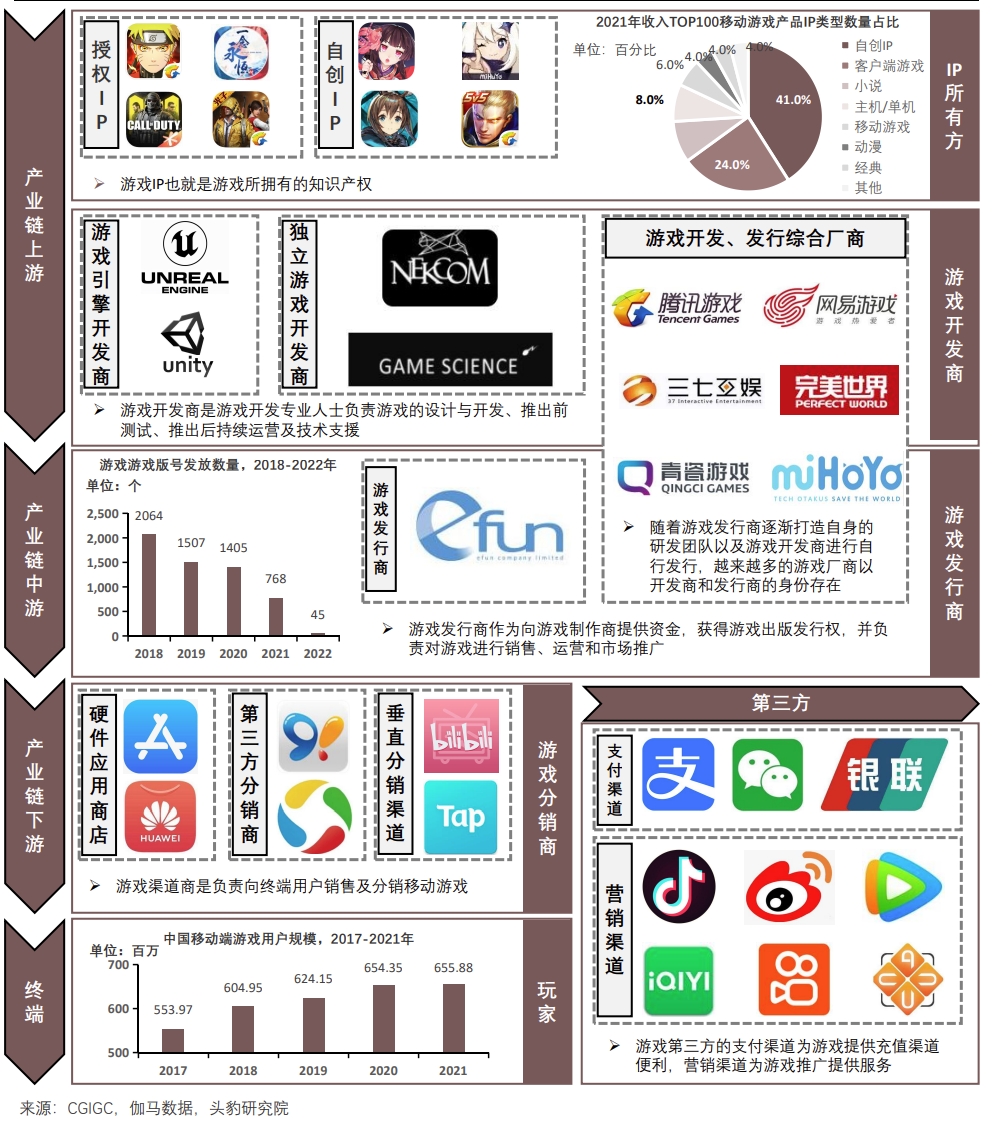 产业链上游
授权IP
CALL DUTY
自创IP
miHoYo
5V5
2021年收入TOP100移动游戏产品IP类型数量占比
单位：百分比
41.0%
24.0%
8.0%
6.0%
4.0%
4.0%
4.0%
自创IP
客户端游戏
小说
主机/单机
移动游戏
动漫
经典
其他
游戏IP也就是游戏所拥有的知识产权
IP所有方
游戏引擎开发商
UNREAL
ENGINE
unity
独立游戏开发商
NEKCOM
GAME SCIENCE
游戏开发、发行综合厂商
腾讯游戏
Tencent Games
网易游戏
游戏热爱者
三七互娱
37 Interactive Entertainment
完美世界
PERFECT WORLD
青瓷游戏
QINGCI GAMES
miHoYo
TECH OTAKUS SAVE THE WORLD
游戏开发商是游戏开发专业人士负责游戏的设计与开发、推出前
测试、推出后持续运营及技术支援
游戏开发商
产业链中游
游戏游戏版号发放数量，2018-2022年
单位：个
2,500
2,000
1,500
1,000
500
0
2064
1507
1405
768
45
2018 2019 2020 2021 2022
游戏发行商
efun
efun company limited
随着游戏发行商逐渐打造自身的
研发团队以及游戏开发商进行自
行发行，越来越多的游戏厂商以
开发商和发行商的身份存在
游戏发行商作为向游戏制作商提供资金，获得游戏出版发行权，并负
责对游戏进行销售、运营和市场推广
游戏发行商
产业链下游
硬件应用商店
HUAWEI
第三方分销商
垂直分销渠道
bilibili
Tap
游戏渠道商是负责向终端用户销售及分销移动游戏
游戏分销商
第三方
支付渠道
支
银联
营销渠道
iQIYI
游戏第三方的支付渠道为游戏提供充值渠道
便利，营销渠道为游戏推广提供服务
终端
中国移动端游戏用户规模，2017-2021年
单位：百万
700
600
500
553.97
604.95
624.15
654.35
655.88
2017 2018 2019 2020 2021
玩家
来源：CGIGC，伽马数据，头豹研究院